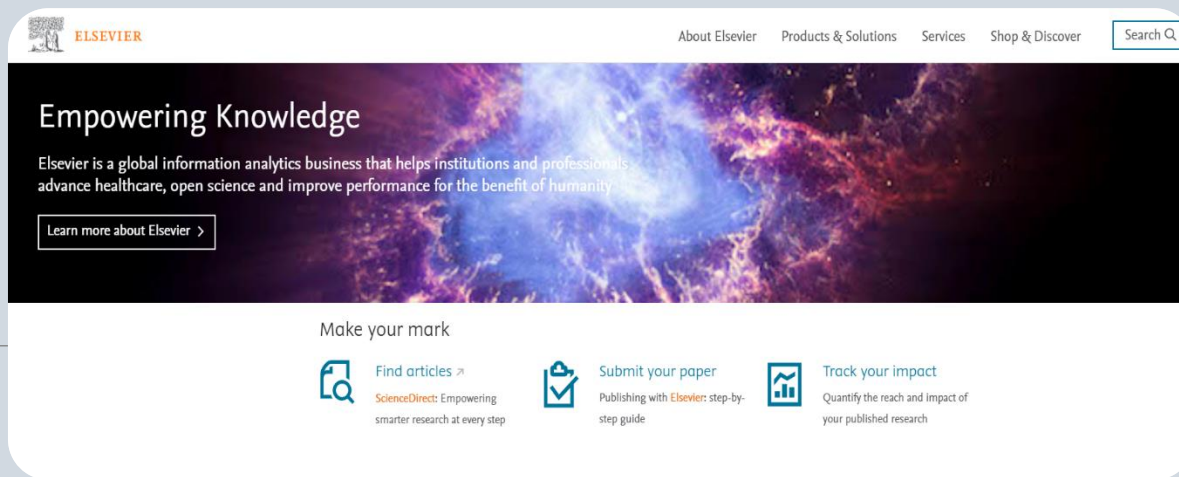 ELSEVIER
About Elsevier Products & Solutions Services Shop & Discover Search
Empowering Knowledge
Elsevier is a global information analytics business that helps institutions and professionals
advance healthcare, open science and improve performance for the benefit of humanity
Learn more about Elsevier >
Make your mark
Find articles
ScienceDirect: Empowering
smarter research at every step
Submit your paper
Publishing with Elsevier: step-by-
step guide
Track your impact
Quantify the reach and impact of
your published research